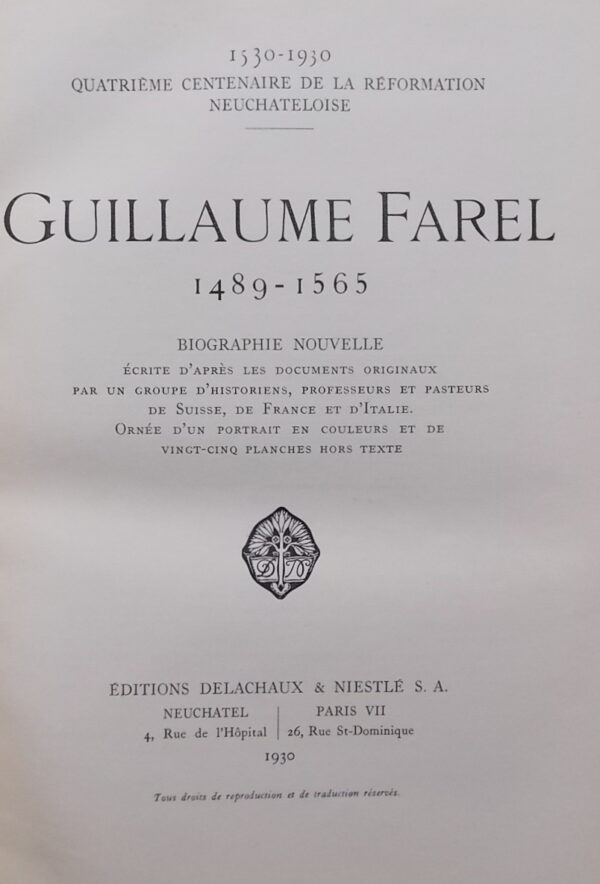 1530-1930
QUATRIÈME CENTENAIRE DE LA RÉFORMATION
NEUCHATELOISE
GUILLAUME FAREL
1489-1565
BIOGRAPHIE NOUVELLE
ÉCRITE D'APRÈS LES DOCUMENTS ORIGINAUX
PAR UN GROUPE D'HISTORIENS, PROFESSEURS ET PASTEURS
DE SUISSE, DE FRANCE ET D'ITALIE.
ORNÉE D'UN PORTRAIT EN COULEURS ET DE
VINGT-CINQ PLANCHES HORS TEXTE
D N
ÉDITIONS DELACHAUX & NIESTLÉ S. A.
NEUCHATEL
4, Rue de l'Hôpital
PARIS VII
26, Rue St-Dominique
1930
Tous droits de reproduction et de traduction réservés.